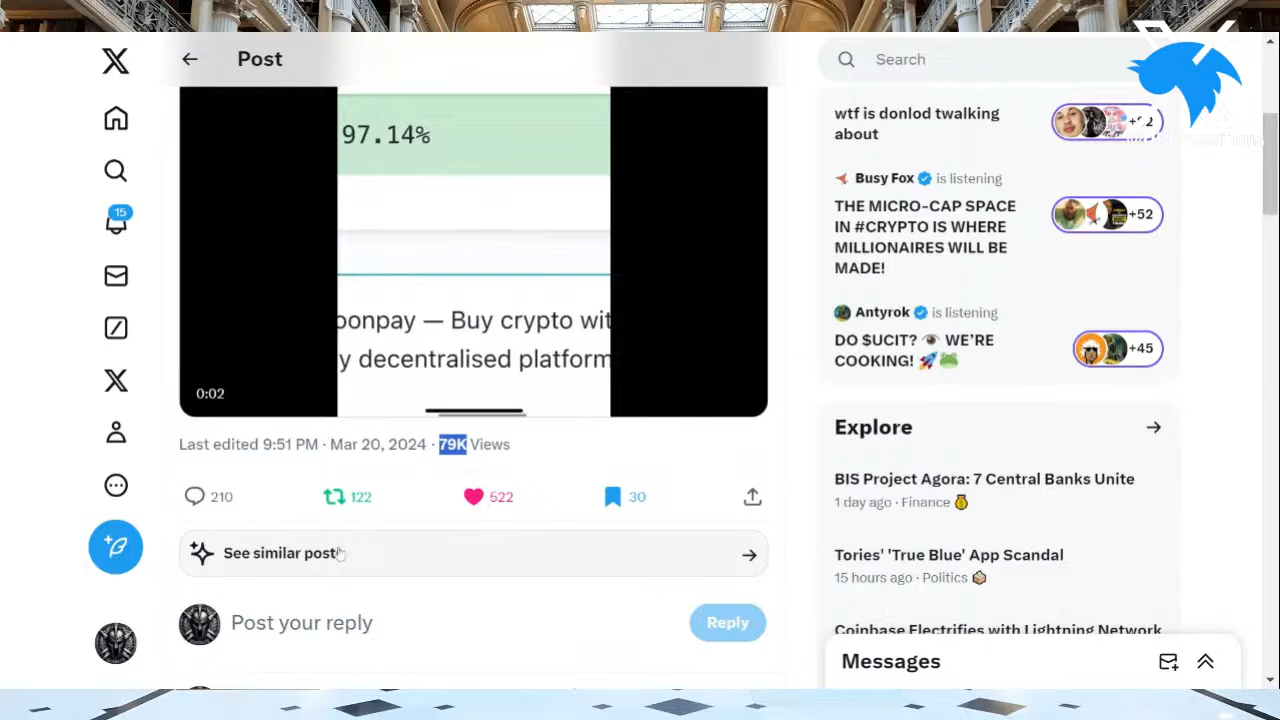 Post
97.14%
oonpay — Buy crypto wit
y decentralised platform
0:02
Last edited 9:51 PM · Mar 20, 2024 · 79K Views
210
122
522
30
See similar posts
Post your reply
Reply
15
Search
wtf is donlod twalking
about
Busy Fox is listening
THE MICRO-CAP SPACE
IN #CRYPTO IS WHERE
MILLIONAIRES WILL BE
MADE!
+52
Antyrok is listening
DO $UCIT? 👁 WE'RE
COOKING! 🚀🐸
+45
Explore
BIS Project Agora: 7 Central Banks Unite
1 day ago · Finance
Tories' 'True Blue' App Scandal
15 hours ago · Politics
Coinbase Electrifies with Lightning Network
Messages